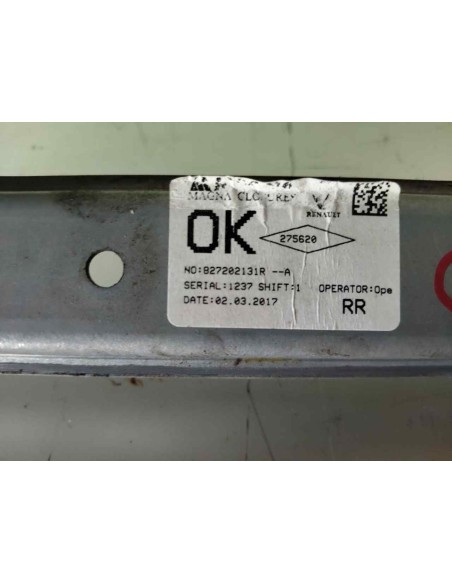 MAGNA CLOSURES
RENAULT
OK
275620
NO:827202131R --A
SERIAL:1237 SHIFT:1 OPERATOR:Ope
DATE:02.03.2017
RR